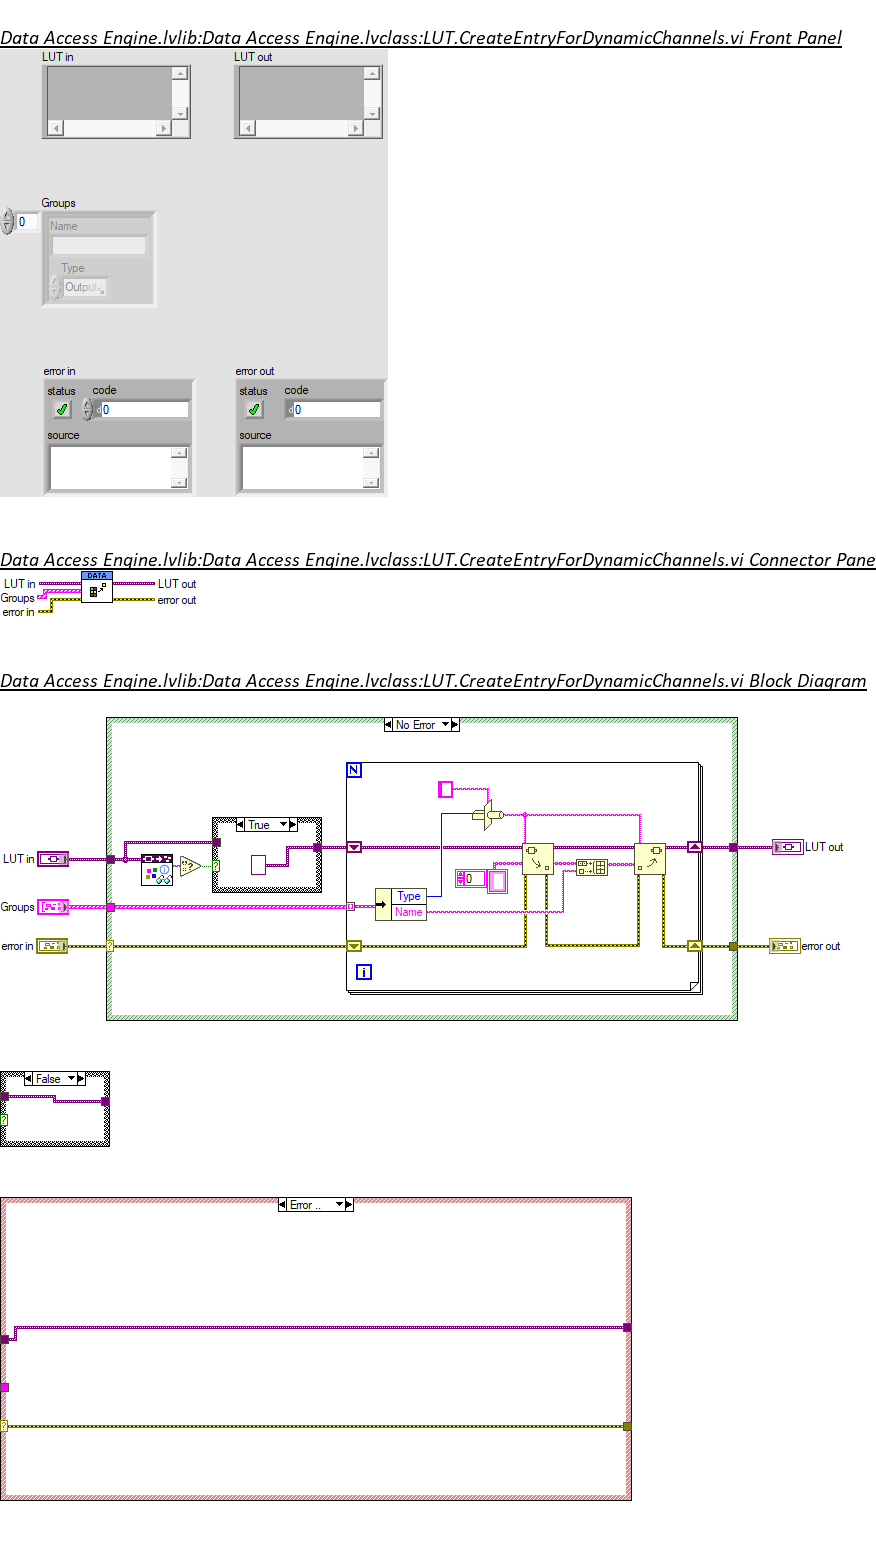 Data Access Engine.lvlib:Data Access Engine.lvclass:LUT.CreateEntryForDynamicChannels.vi Front Panel
LUT in
LUT out
Groups
0
Name
Type
Output
error in
error out
status
code
status
code
d 0
d 0
source
source
Data Access Engine.lvlib:Data Access Engine.lvclass:LUT.CreateEntryForDynamicChannels.vi Connector Pane
LUT in
DATA
LUT out
Groups
error out
error in
Data Access Engine.lvlib:Data Access Engine.lvclass:LUT.CreateEntryForDynamicChannels.vi Block Diagram
No Error
N
True
LUT in
LUT out
?
?
0
Type
Groups
Name
error in
?
error out
i
False
?
Error ..
?